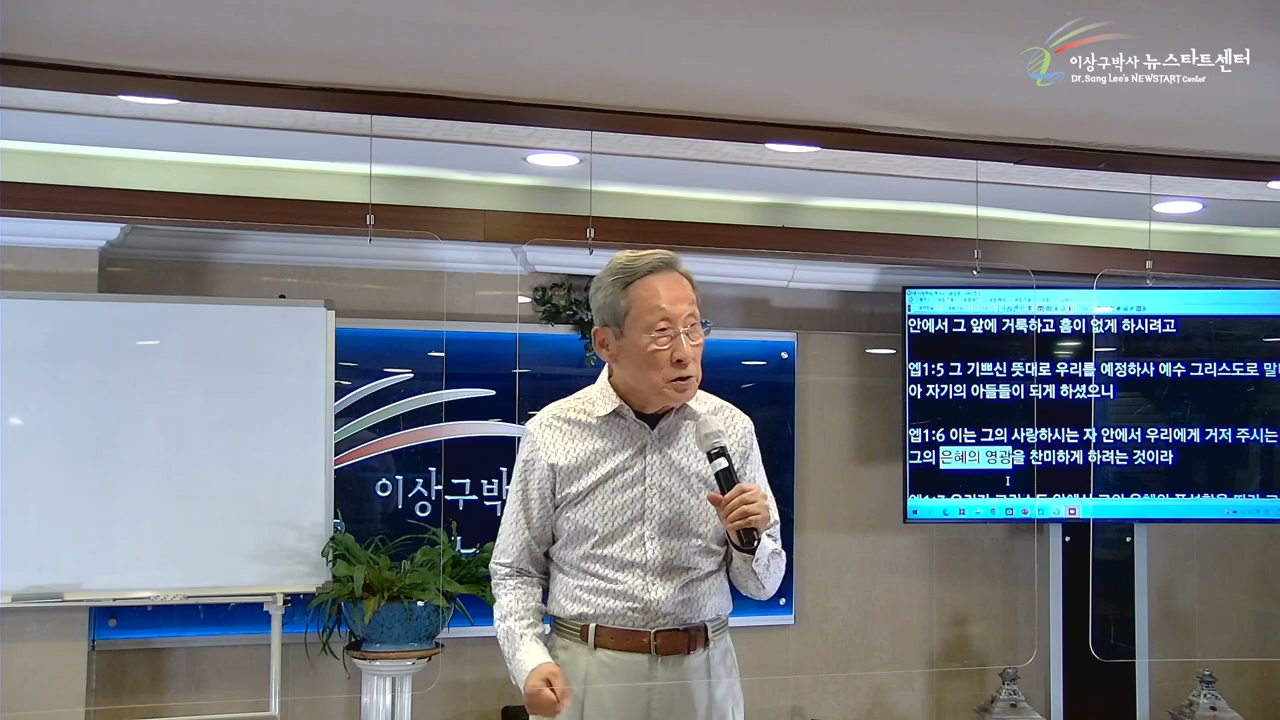 이상구박사 뉴스타트센터
Dr. Sang Lee's NEWSTART Center
안에서 그 앞에 거룩하고 흠이 없게 하시려고
엡1:5 그 기쁘신 뜻대로 우리를 예정하사 예수 그리스도로 말미
아 자기의 아들들이 되게 하셨으니
엡1:6 이는 그의 사랑하시는 자 안에서 우리에게 거저 주시는
그의 은혜의 영광을 찬미하게 하려는 것이라
이상구박